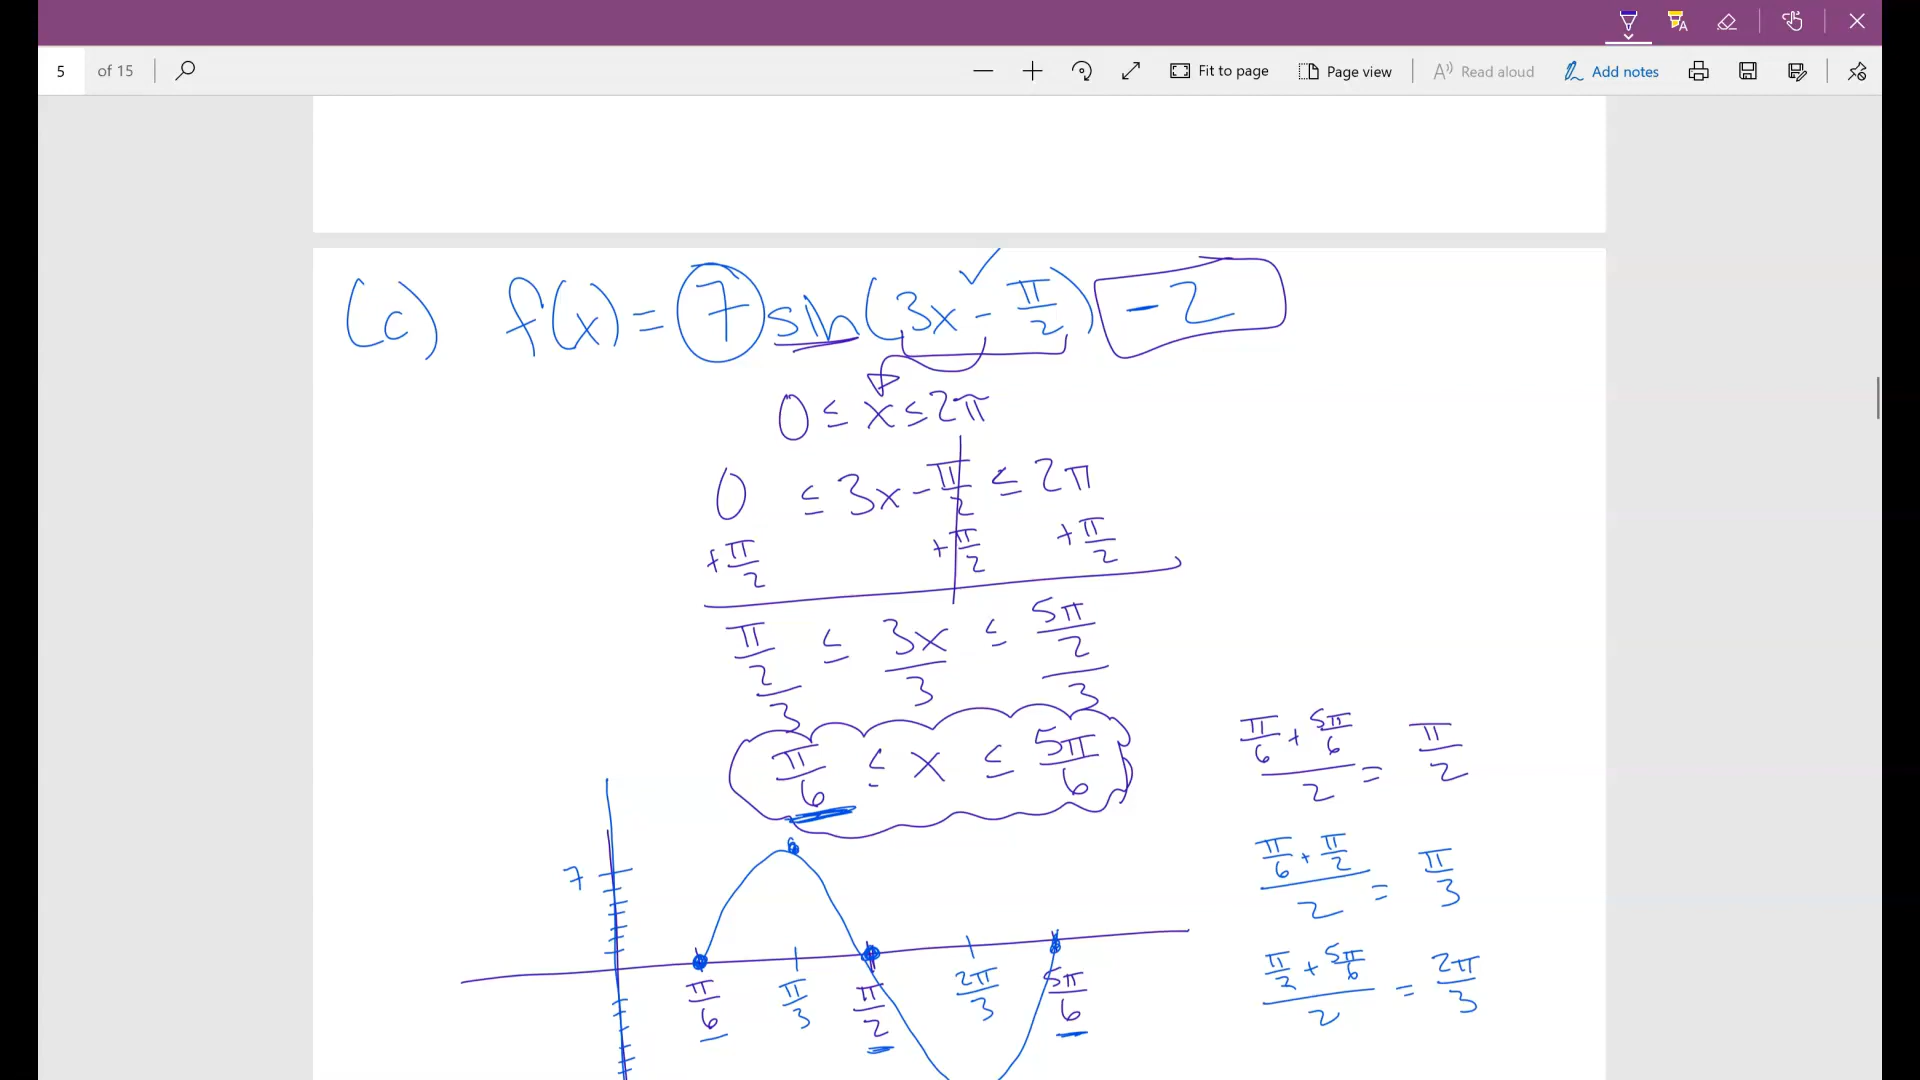 5 of 15
Fit to page
Page view
Read aloud
Add notes
(c) f(x) = 7 sin(3x - π/2) - 2
0 ≤ x ≤ 2π
0 ≤ 3x - π/2 ≤ 2π
+π/2 +π/2 +π/2
π/2/3 ≤ 3x/3 ≤ 5π/2/3
π/6 ≤ x ≤ 5π/6
(π/6 + 5π/6)/2 = π/2
(π/6 + π/2)/2 = π/3
(π/2 + 5π/6)/2 = 2π/3
7
π/6 π/3 π/2 2π/3 5π/6